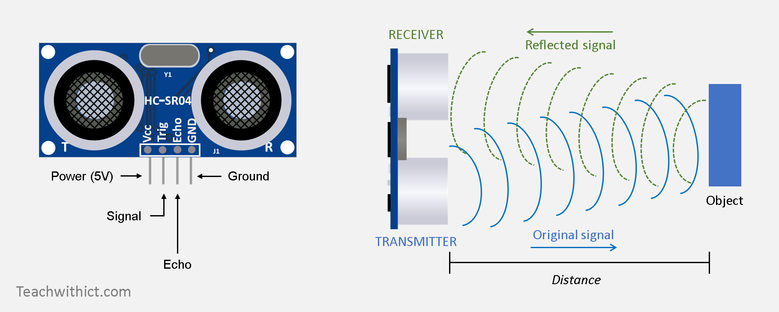 Y1
HC-SR04
Vcc
Trig
Echo
GND
T
J1
R
Power (5V)
Ground
Signal
Echo
RECEIVER
Reflected signal
Object
TRANSMITTER
Original signal
Distance
Teachwithict.com